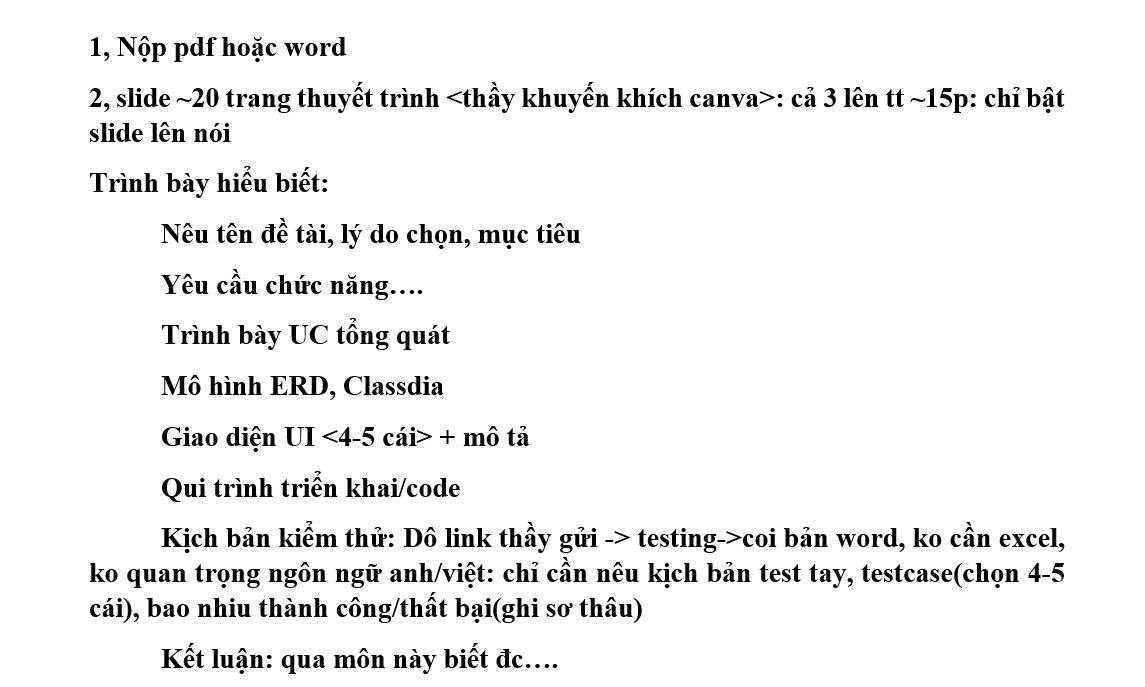 1, Nộp pdf hoặc word
2, slide ~20 trang thuyết trình <thầy khuyến khích canva>: cả 3 lên tt ~15p: chỉ bật
slide lên nói
Trình bày hiểu biết:
Nêu tên đề tài, lý do chọn, mục tiêu
Yêu cầu chức năng….
Trình bày UC tổng quát
Mô hình ERD, Classdia
Giao diện UI <4-5 cái> + mô tả
Qui trình triển khai/code
Kịch bản kiểm thử: Dô link thầy gửi -> testing->coi bản word, ko cần excel,
ko quan trọng ngôn ngữ anh/việt: chỉ cần nêu kịch bản test tay, testcase(chọn 4-5
cái), bao nhiu thành công/thất bại(ghi sơ thâu)
Kết luận: qua môn này biết đc….